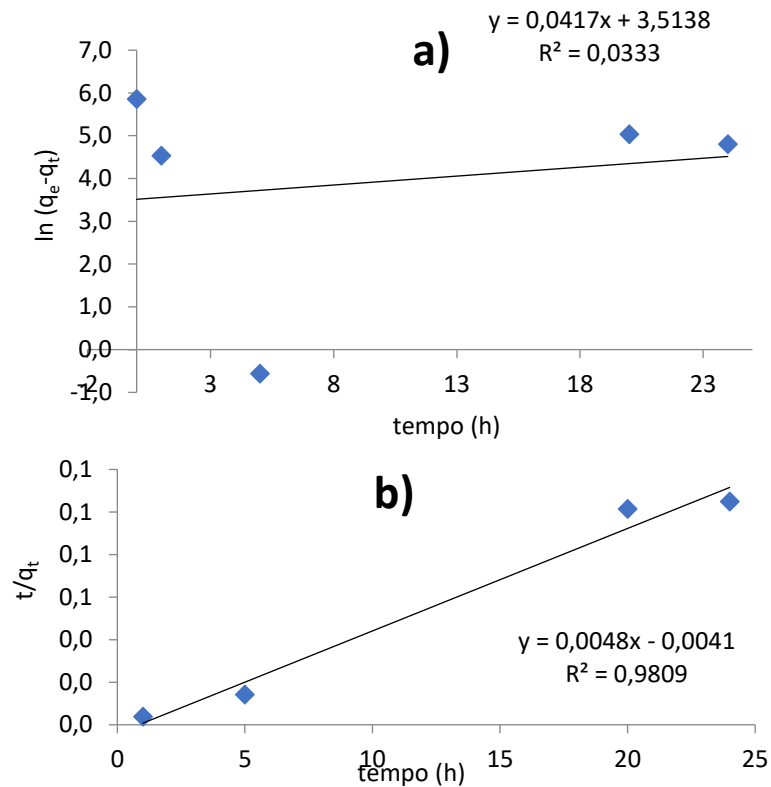 y = 0,0417x + 3,5138
R² = 0,0333
a)
7,0
6,0
5,0
4,0
3,0
2,0
1,0
0,0
-1,0
ln (qe-qt)
-2 3 8 13 18 23
tempo (h)
b)
0,1
0,1
0,1
0,1
0,0
0,0
0,0
t/qt
y = 0,0048x - 0,0041
R² = 0,9809
0 5 10 15 20 25
tempo (h)